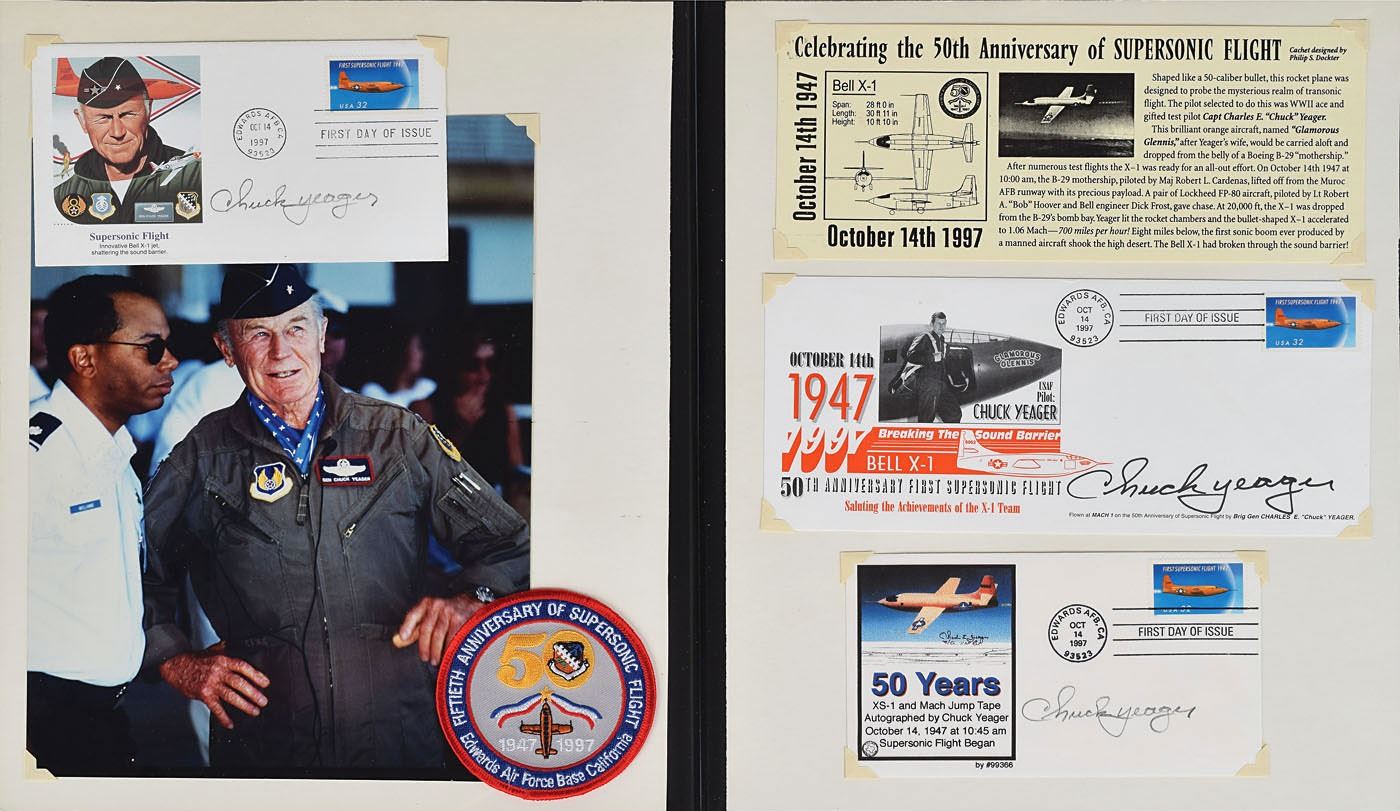 FIRST SUPERSONIC FLIGHT 1947
USA 32
EDWARDS AFB, CA
OCT 14
1997
93523
FIRST DAY OF ISSUE
Chuck Yeager
Supersonic Flight
Innovative Bell X-1 jet,
shattering the sound barrier.
GEN CHUCK YEAGER
FIFTIETH ANNIVERSARY OF SUPERSONIC FLIGHT
50
1947 1997
Edwards Air Force Base California
Celebrating the 50th Anniversary of SUPERSONIC FLIGHT
Cachet designed by
Philip S. Dockter
October 14th 1947
Bell X-1
Span: 28 ft 0 in
Length: 30 ft 11 in
Height: 10 ft 10 in
50
October 14th 1997
Shaped like a 50-caliber bullet, this rocket plane was
designed to probe the mysterious realm of transonic
flight. The pilot selected to do this was WWII ace and
gifted test pilot Capt Charles E. "Chuck" Yeager.
This brilliant orange aircraft, named "Glamorous
Glennis," after Yeager's wife, would be carried aloft and
dropped from the belly of a Boeing B-29 "mothership."
After numerous test flights the X–1 was ready for an all-out effort. On October 14th 1947 at
10:00 am, the B-29 mothership, piloted by Maj Robert L. Cardenas, lifted off from the Muroc
AFB runway with its precious payload. A pair of Lockheed FP-80 aircraft, piloted by Lt Robert
A. "Bob" Hoover and Bell engineer Dick Frost, gave chase. At 20,000 ft, the X–1 was dropped
from the B-29's bomb bay. Yeager lit the rocket chambers and the bullet-shaped X–1 accelerated
to 1.06 Mach—700 miles per hour! Eight miles below, the first sonic boom ever produced by
a manned aircraft shook the high desert. The Bell X-1 had broken through the sound barrier!
EDWARDS AFB, CA
OCT
14
1997
93523
FIRST DAY OF ISSUE
FIRST SUPERSONIC FLIGHT 1947
USA 32
OCTOBER 14th
1947
1997
GLAMOROUS
GLENNIS
USAF
Pilot:
CHUCK YEAGER
Breaking The Sound Barrier
BELL X-1
50TH ANNIVERSARY FIRST SUPERSONIC FLIGHT
Saluting the Achievements of the X-1 Team
Chuck Yeager
Flown at MACH 1 on the 50th Anniversary of Supersonic Flight by Brig Gen CHARLES E. "Chuck" YEAGER.
FIRST SUPERSONIC FLIGHT 1947
USA 32
EDWARDS AFB, CA
OCT
14
1997
93523
FIRST DAY OF ISSUE
50 Years
XS-1 and Mach Jump Tape
Autographed by Chuck Yeager
October 14, 1947 at 10:45 am
Supersonic Flight Began
by #99366
Chuck Yeager